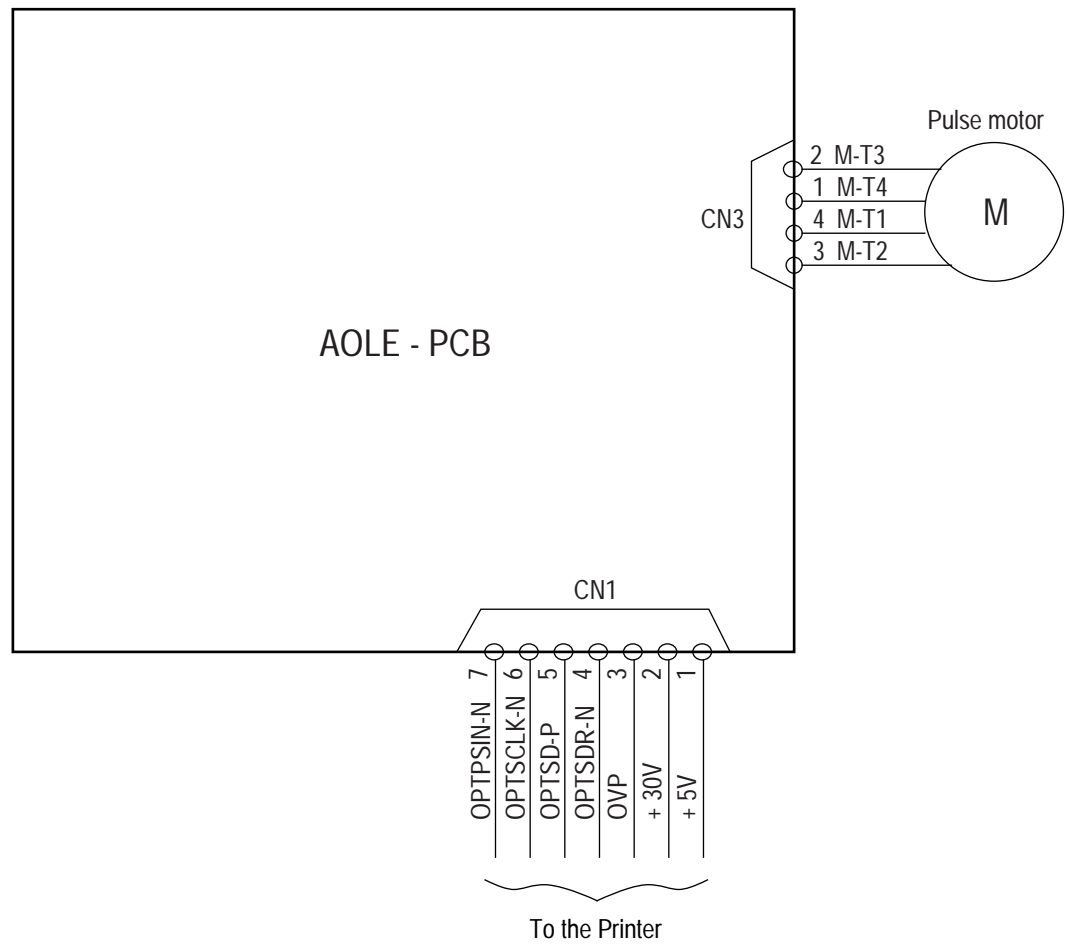 Pulse motor
2 M-T3
1 M-T4
CN3
M
4 M-T1
3 M-T2
AOLE - PCB
CN1
7
6
5
4
3
2
1
OPTPSIN-N
OPTSCLK-N
OPTSD-P
OPTSDR-N
OVP
+ 30V
+ 5V
To the Printer